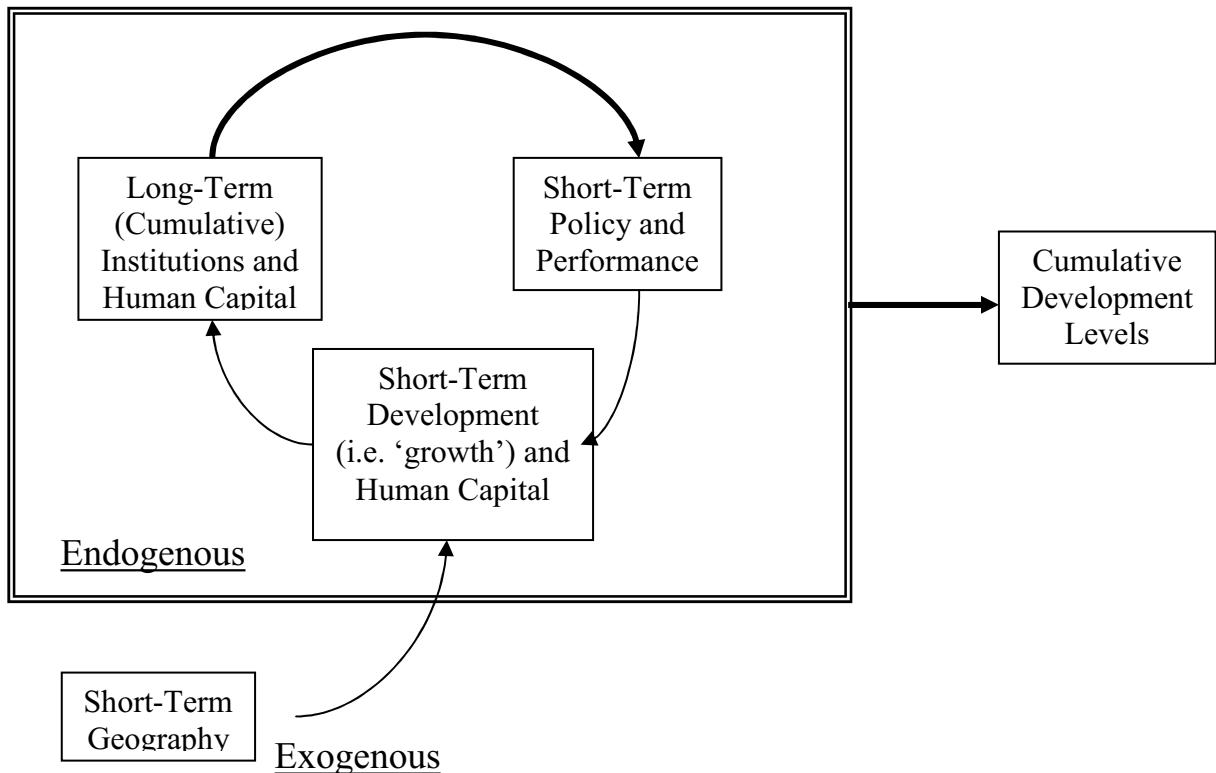 Long-Term
(Cumulative)
Institutions and
Human Capital
Short-Term
Policy and
Performance
Cumulative
Development
Levels
Short-Term
Development
(i.e. ‘growth’) and
Human Capital
Endogenous
Short-Term
Geography
Exogenous